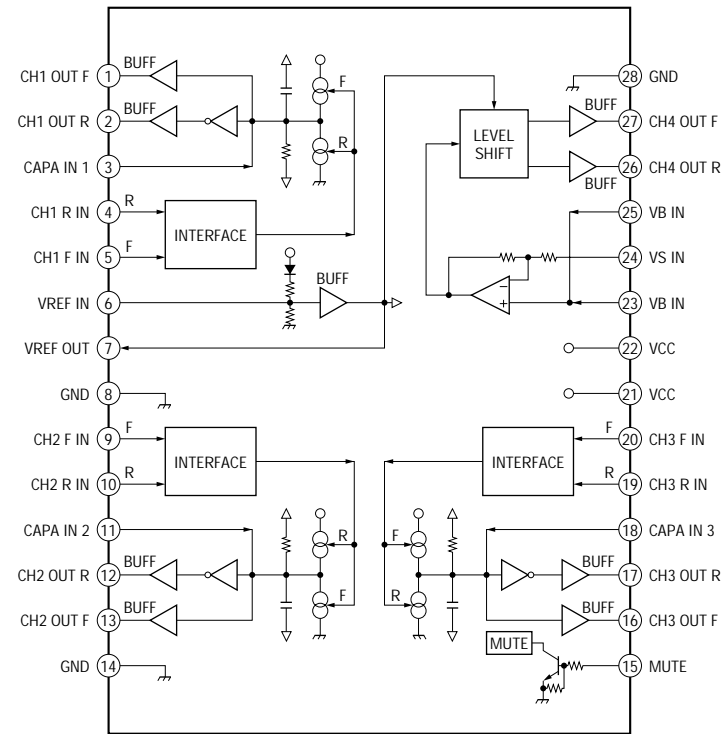 CH1 OUT F 1 BUFF
CH1 OUT R 2 BUFF
CAPA IN 1 3
CH1 R IN 4 R
CH1 F IN 5 F
INTERFACE
VREF IN 6
BUFF
VREF OUT 7
GND 8
CH2 F IN 9 F
CH2 R IN 10 R
INTERFACE
CAPA IN 2 11
CH2 OUT R 12 BUFF
CH2 OUT F 13 BUFF
GND 14
F
R
R
F
28 GND
BUFF 27 CH4 OUT F
LEVEL
SHIFT
26 CH4 OUT R
BUFF
25 VB IN
24 VS IN
−
+
23 VB IN
22 VCC
21 VCC
F 20 CH3 F IN
INTERFACE
R 19 CH3 R IN
18 CAPA IN 3
F
R
BUFF 17 CH3 OUT R
BUFF 16 CH3 OUT F
MUTE
15 MUTE